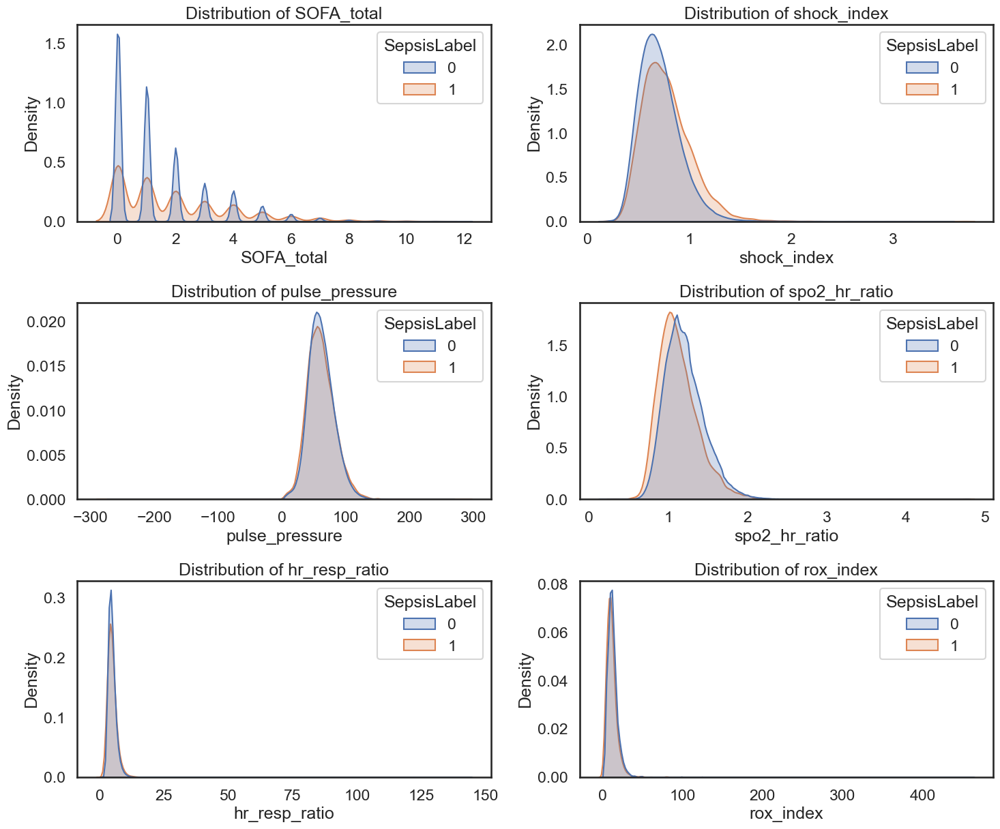 Distribution of SOFA_total
Density
1.5
1.0
0.5
0.0
SepsisLabel
0
1
0 2 4 6 8 10 12
SOFA_total
Distribution of shock_index
Density
2.0
1.5
1.0
0.5
0.0
SepsisLabel
0
1
0 1 2 3
shock_index
Distribution of pulse_pressure
Density
0.020
0.015
0.010
0.005
0.000
SepsisLabel
0
1
−300 −200 −100 0 100 200 300
pulse_pressure
Distribution of spo2_hr_ratio
Density
1.5
1.0
0.5
0.0
SepsisLabel
0
1
0 1 2 3 4 5
spo2_hr_ratio
Distribution of hr_resp_ratio
Density
0.3
0.2
0.1
0.0
SepsisLabel
0
1
0 25 50 75 100 125 150
hr_resp_ratio
Distribution of rox_index
Density
0.08
0.06
0.04
0.02
0.00
SepsisLabel
0
1
0 100 200 300 400
rox_index